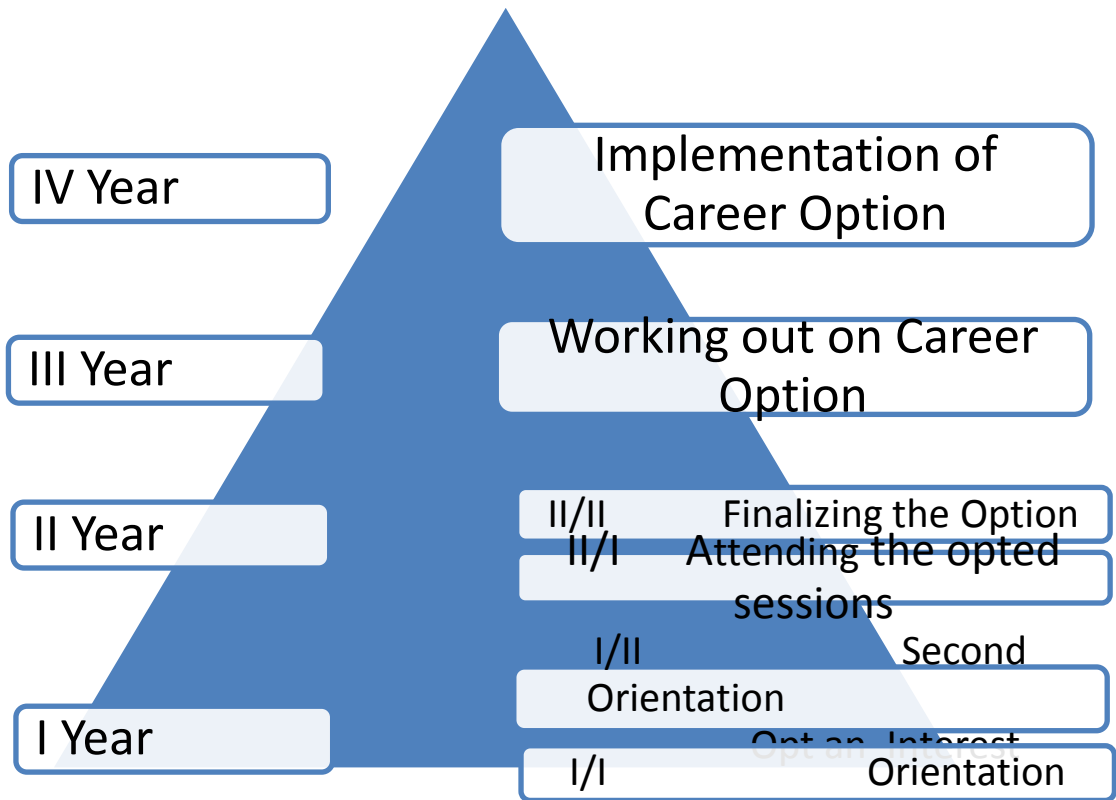 IV Year
Implementation of
Career Option
III Year
Working out on Career
Option
II Year
II/II Finalizing the Option
II/I Attending the opted
sessions
I/II Second
Orientation
Opt an Interest
I Year
I/I Orientation